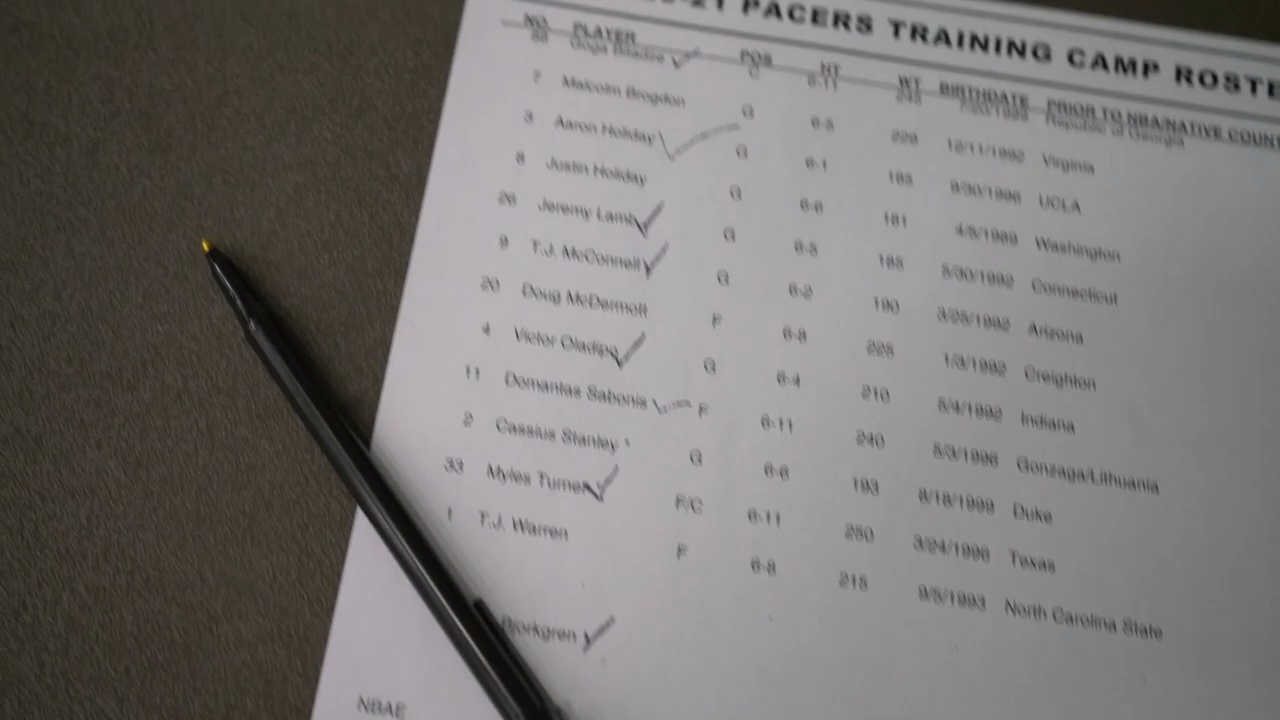 -21 PACERS TRAINING CAMP ROSTE
NO. PLAYER POS HT WT BIRTHDATE PRIOR TO NBA/NATIVE COUNT
88 Goga Bitadze C 6-11 245 7/20/1999 Republic of Georgia
7 Malcolm Brogdon G 6-5 229 12/11/1992 Virginia
3 Aaron Holiday G 6-1 185 9/30/1996 UCLA
8 Justin Holiday G 6-6 181 4/5/1989 Washington
26 Jeremy Lamb G 6-5 185 5/30/1992 Connecticut
9 T.J. McConnell G 6-2 190 3/25/1992 Arizona
20 Doug McDermott F 6-8 225 1/3/1992 Creighton
4 Victor Oladipo G 6-4 210 5/4/1992 Indiana
11 Domantas Sabonis F 6-11 240 5/3/1996 Gonzaga/Lithuania
2 Cassius Stanley * G 6-6 193 8/18/1999 Duke
33 Myles Turner F/C 6-11 250 3/24/1996 Texas
1 T.J. Warren F 6-8 215 9/5/1993 North Carolina State
Bjorkgren
NBAE